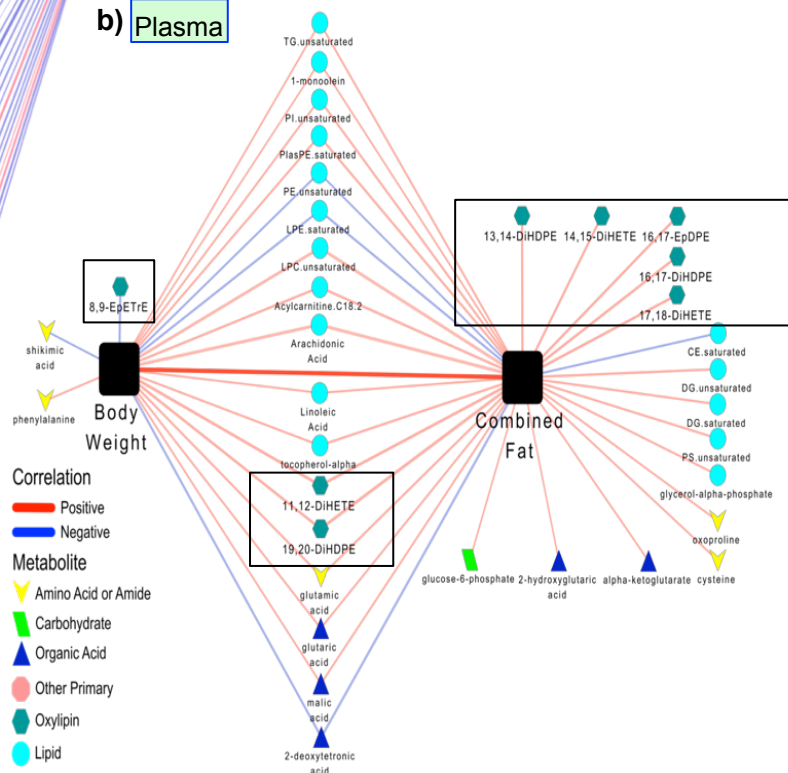 b) Plasma
TG.unsaturated
1-monoolein
PI.unsaturated
PlasPE.saturated
PE.unsaturated
LPE.saturated
LPC.unsaturated
Acylcarnitine.C18.2
Arachidonic
Acid
Linoleic
Acid
tocopherol-alpha
11,12-DiHETE
19,20-DiHDPE
glutamic
acid
glutaric
acid
malic
acid
2-deoxytetronic
acid
8,9-EpETrE
shikimic
acid
phenylalanine
Body
Weight
Combined
Fat
13,14-DiHDPE
14,15-DiHETE
16,17-EpDPE
16,17-DiHDPE
17,18-DiHETE
CE.saturated
DG.unsaturated
DG.saturated
PS.unsaturated
glycerol-alpha-phosphate
oxoproline
cysteine
glucose-6-phosphate
2-hydroxyglutaric
acid
alpha-ketoglutarate
Correlation
Positive
Negative
Metabolite
Amino Acid or Amide
Carbohydrate
Organic Acid
Other Primary
Oxylipin
Lipid